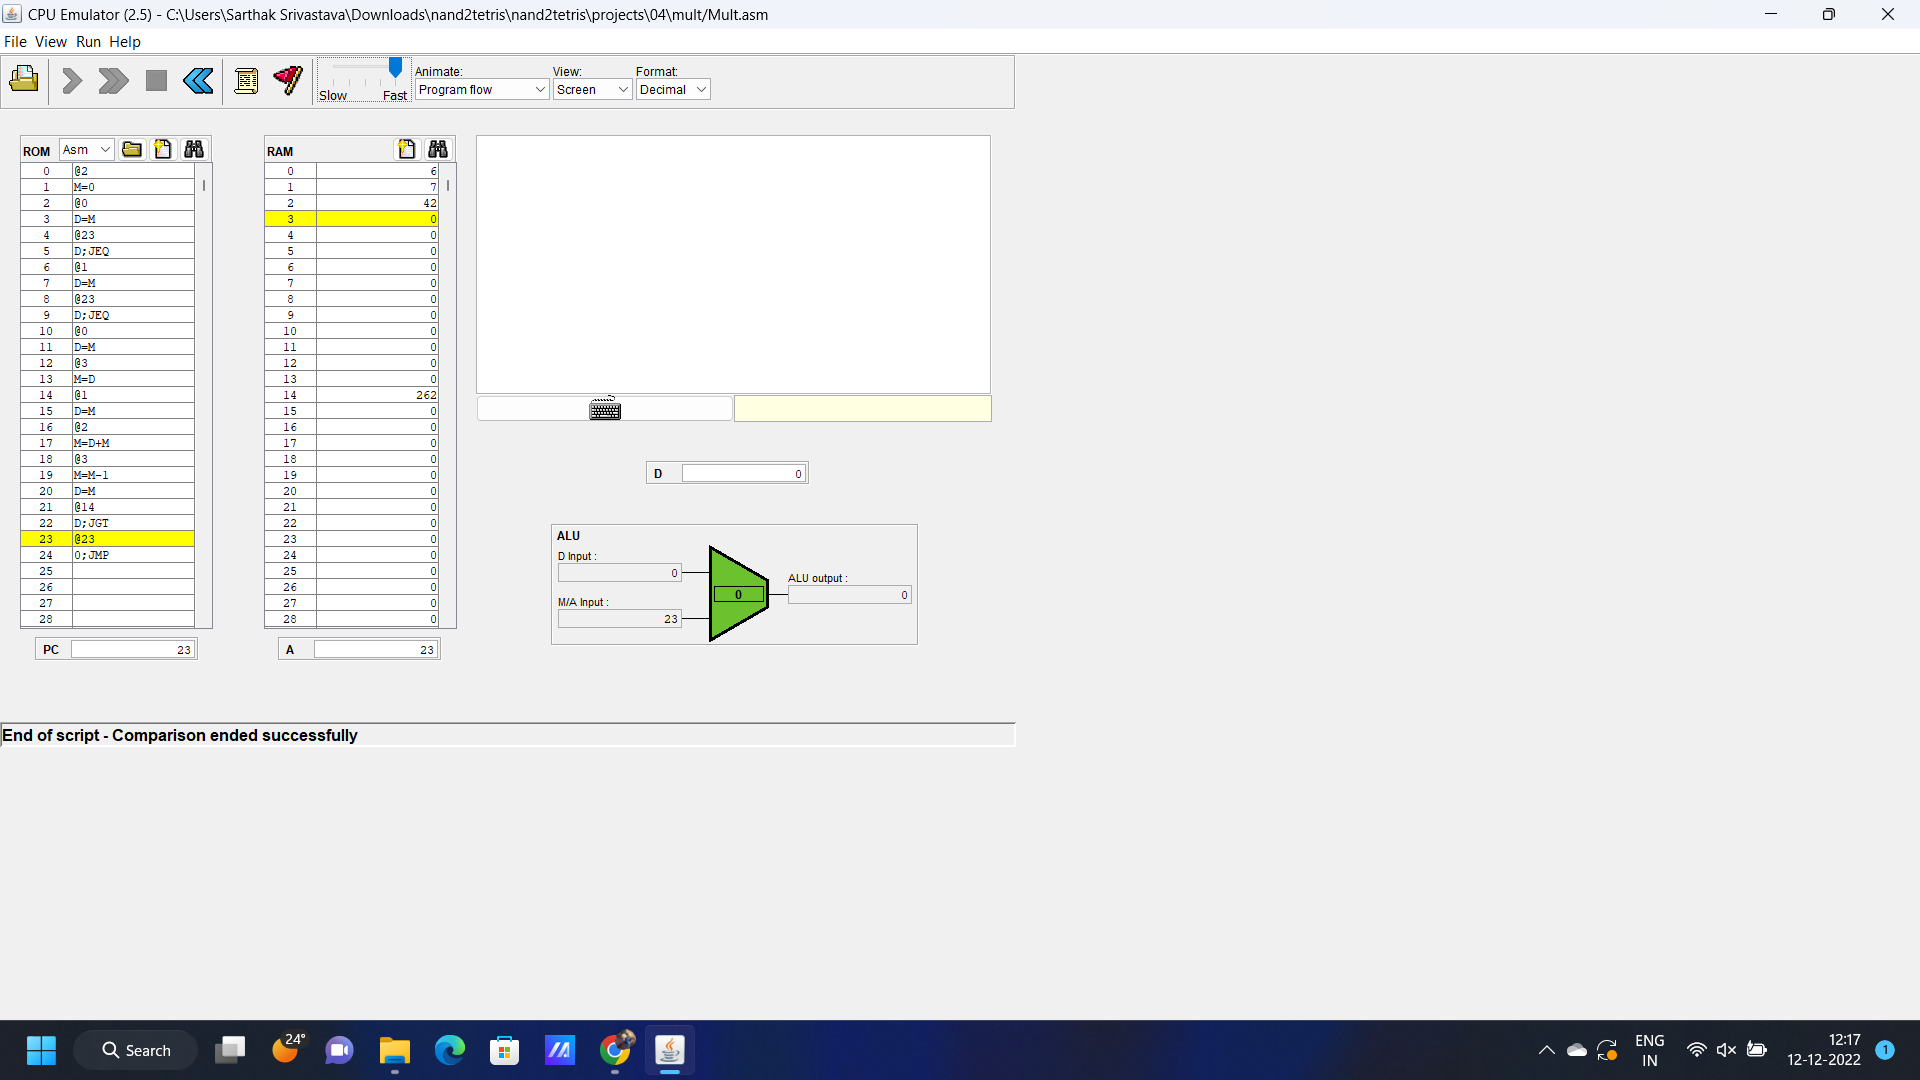 CPU Emulator (2.5) - C:\Users\Sarthak Srivastava\Downloads\nand2tetris\nand2tetris\projects\04\mult/Mult.asm
File View Run Help
Slow Fast
Animate:
Program flow
View:
Screen
Format:
Decimal
ROM Asm
0 @2
1 M=0
2 @0
3 D=M
4 @23
5 D;JEQ
6 @1
7 D=M
8 @23
9 D;JEQ
10 @0
11 D=M
12 @3
13 M=D
14 @1
15 D=M
16 @2
17 M=D+M
18 @3
19 M=M-1
20 D=M
21 @14
22 D;JGT
23 @23
24 0;JMP
25
26
27
28
PC 23
RAM
0 6
1 7
2 42
3 0
4 0
5 0
6 0
7 0
8 0
9 0
10 0
11 0
12 0
13 0
14 262
15 0
16 0
17 0
18 0
19 0
20 0
21 0
22 0
23 0
24 0
25 0
26 0
27 0
28 0
A 23
D 0
ALU
D Input :
0
M/A Input :
23
0
ALU output :
0
End of script - Comparison ended successfully
Search
24°
ENG
IN
12:17
12-12-2022
1